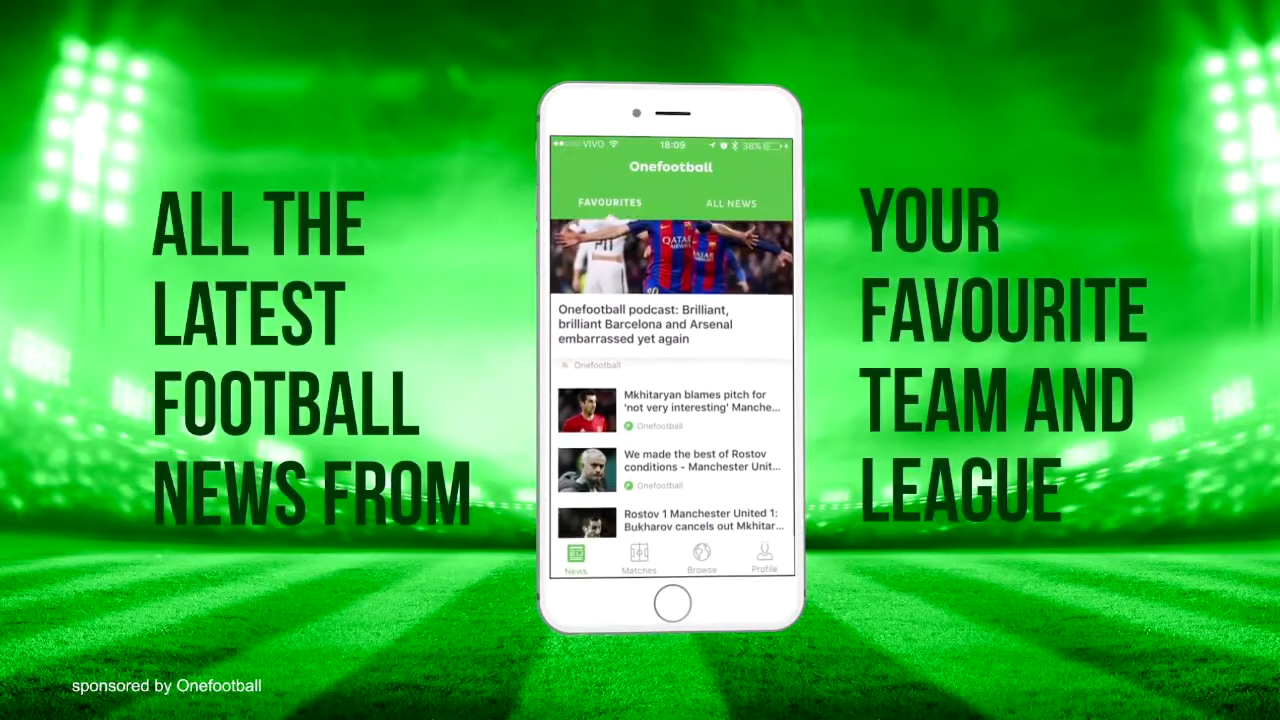 ALL THE
LATEST
FOOTBALL
NEWS FROM
VIVO 18:09 38%
Onefootball
FAVOURITES ALL NEWS
QATAR
AIRWAYS
Onefootball podcast: Brilliant,
brilliant Barcelona and Arsenal
embarrassed yet again
Onefootball
Mkhitaryan blames pitch for
'not very interesting' Manche...
Onefootball
We made the best of Rostov
conditions - Manchester Unit...
Onefootball
Rostov 1 Manchester United 1:
Bukharov cancels out Mkhitar...
News Matches Browse Profile
YOUR
FAVOURITE
TEAM AND
LEAGUE
sponsored by Onefootball